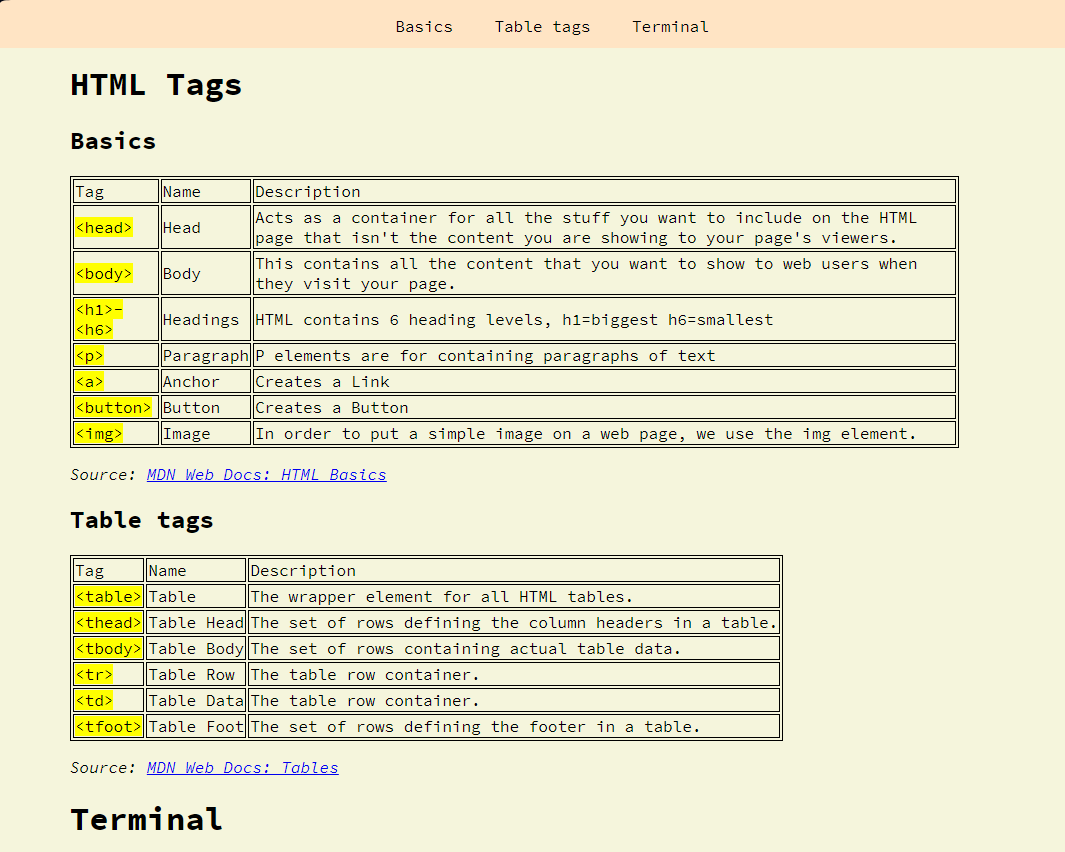 Basics Table tags Terminal
HTML Tags
Basics
Tag Name Description
<head> Head Acts as a container for all the stuff you want to include on the HTML
page that isn't the content you are showing to your page's viewers.
<body> Body This contains all the content that you want to show to web users when
they visit your page.
<h1>-
<h6> Headings HTML contains 6 heading levels, h1=biggest h6=smallest
<p> Paragraph P elements are for containing paragraphs of text
<a> Anchor Creates a Link
<button> Button Creates a Button
<img> Image In order to put a simple image on a web page, we use the img element.
Source: MDN Web Docs: HTML Basics
Table tags
Tag Name Description
<table> Table The wrapper element for all HTML tables.
<thead> Table Head The set of rows defining the column headers in a table.
<tbody> Table Body The set of rows containing actual table data.
<tr> Table Row The table row container.
<td> Table Data The table row container.
<tfoot> Table Foot The set of rows defining the footer in a table.
Source: MDN Web Docs: Tables
Terminal